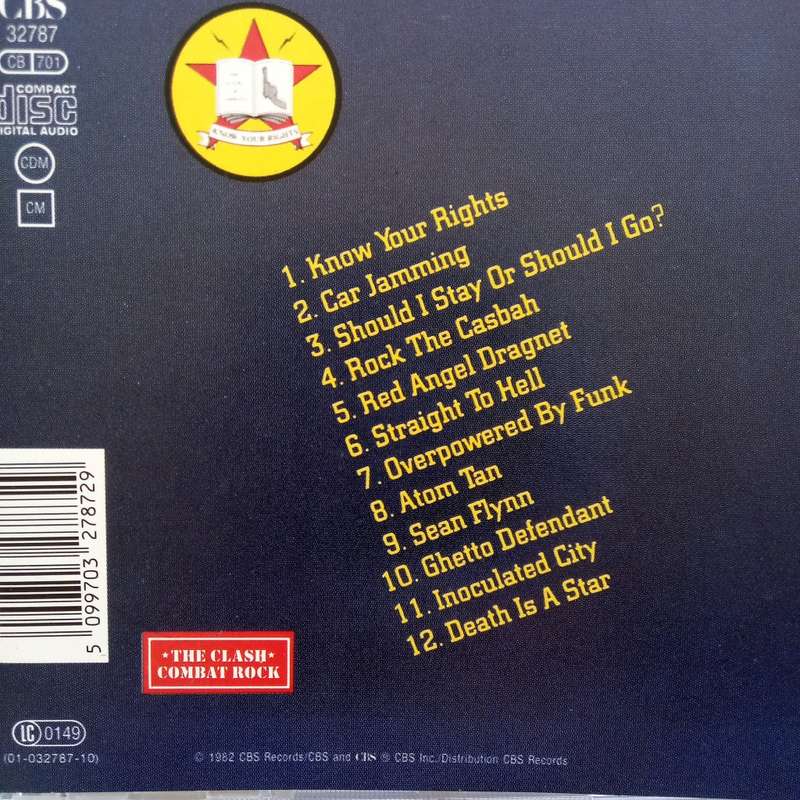 CBS
32787
CB 701
COMPACT
disc
DIGITAL AUDIO
CDM
CM
KNOW YOUR RIGHTS
1. Know Your Rights
2. Car Jamming
3. Should I Stay Or Should I Go?
4. Rock The Casbah
5. Red Angel Dragnet
6. Straight To Hell
7. Overpowered By Funk
8. Atom Tan
9. Sean Flynn
10. Ghetto Defendant
11. Inoculated City
12. Death Is A Star
5 099703 278729
THE CLASH
COMBAT ROCK
LC 0149
(01-032787-10)
© 1982 CBS Records/CBS and CBS ® CBS Inc./Distribution CBS Records